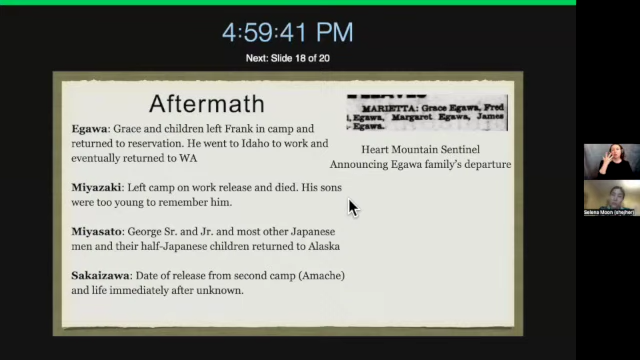 4:59:41 PM
Next: Slide 18 of 20
Aftermath
Egawa: Grace and children left Frank in camp and
returned to reservation. He went to Idaho to work and
eventually returned to WA
Miyazaki: Left camp on work release and died. His sons
were too young to remember him.
Miyasato: George Sr. and Jr. and most other Japanese
men and their half-Japanese children returned to Alaska
Sakaizawa: Date of release from second camp (Amache)
and life immediately after unknown.
MARIETTA: Grace Egawa, Fred
Egawa, Margaret Egawa, James
Egawa.
Heart Mountain Sentinel
Announcing Egawa family's departure
Selena Moon (she/her)